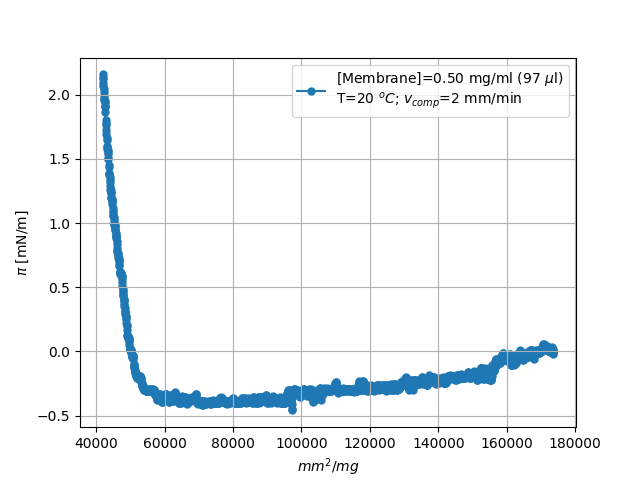 [Membrane]=0.50 mg/ml (97 μl)
T=20 °C; v_comp=2 mm/min
2.0
1.5
1.0
0.5
0.0
−0.5
π [mN/m]
40000 60000 80000 100000 120000 140000 160000 180000
mm²/mg